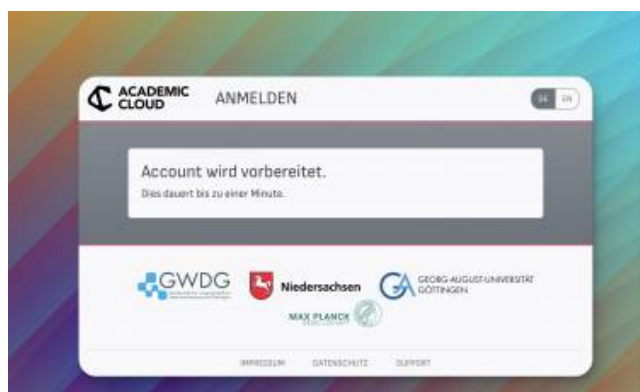 ACADEMIC
CLOUD
ANMELDEN
DE EN
Account wird vorbereitet.
Dies dauert bis zu einer Minute.
GWDG
Niedersachsen
GEORG-AUGUST-UNIVERSITÄT
GÖTTINGEN
MAX PLANCK
GESELLSCHAFT
IMPRESSUM DATENSCHUTZ SUPPORT